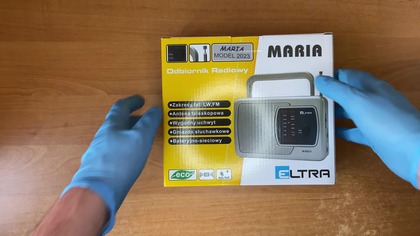 MARIA
MODEL 2023
MARIA
Odbiornik Radiowy
Zakresy fal: LW,FM
Antena teleskopowa
Wygodny uchwyt
Gniazdo słuchawkowe
Bateryjno-sieciowy
ELTRA
eco
ELTRA